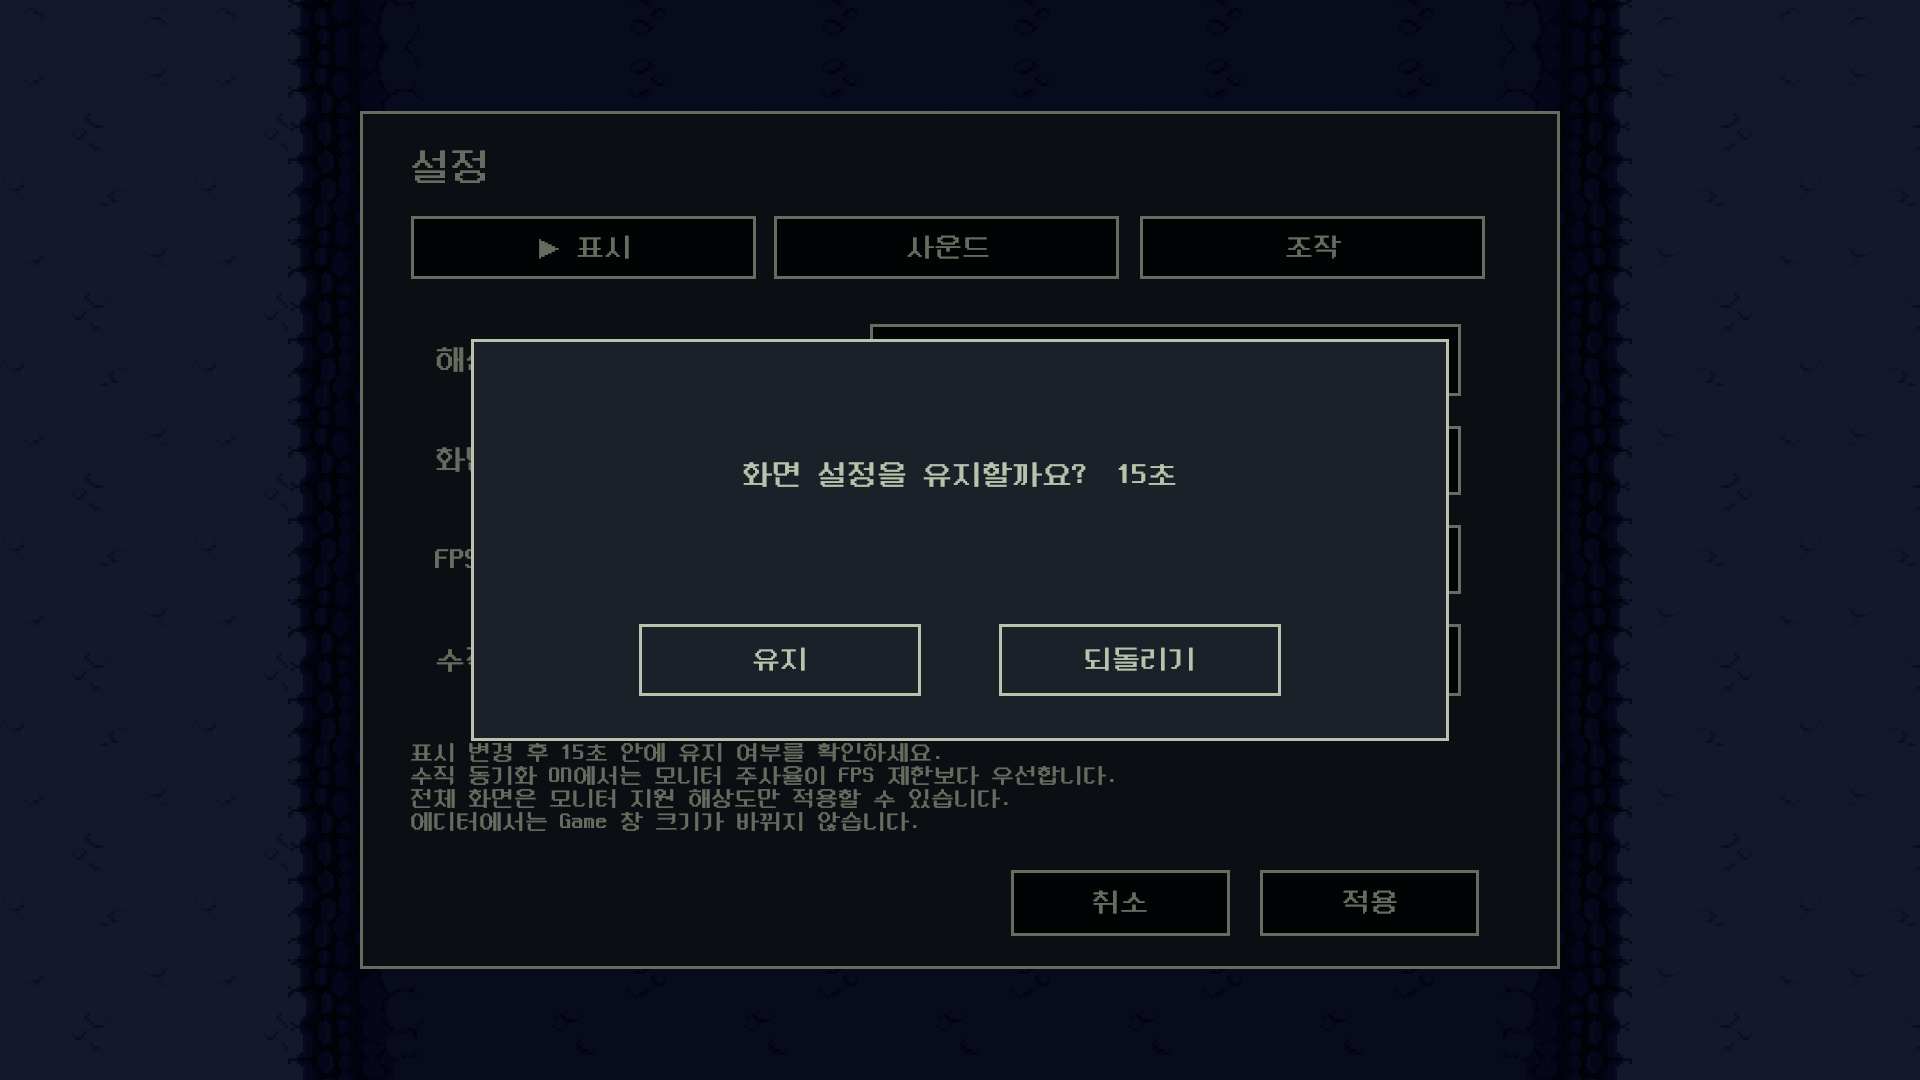 설정
▶ 표시
사운드
조작
해
화면 설정을 유지할까요? 15초
유지
되돌리기
표시 변경 후 15초 안에 유지 여부를 확인하세요.
수직 동기화 On에서는 모니터 주사율이 FPS 제한보다 우선합니다.
전체 화면은 모니터 지원 해상도만 적용할 수 있습니다.
에디터에서는 Game 창 크기가 바뀌지 않습니다.
취소
적용